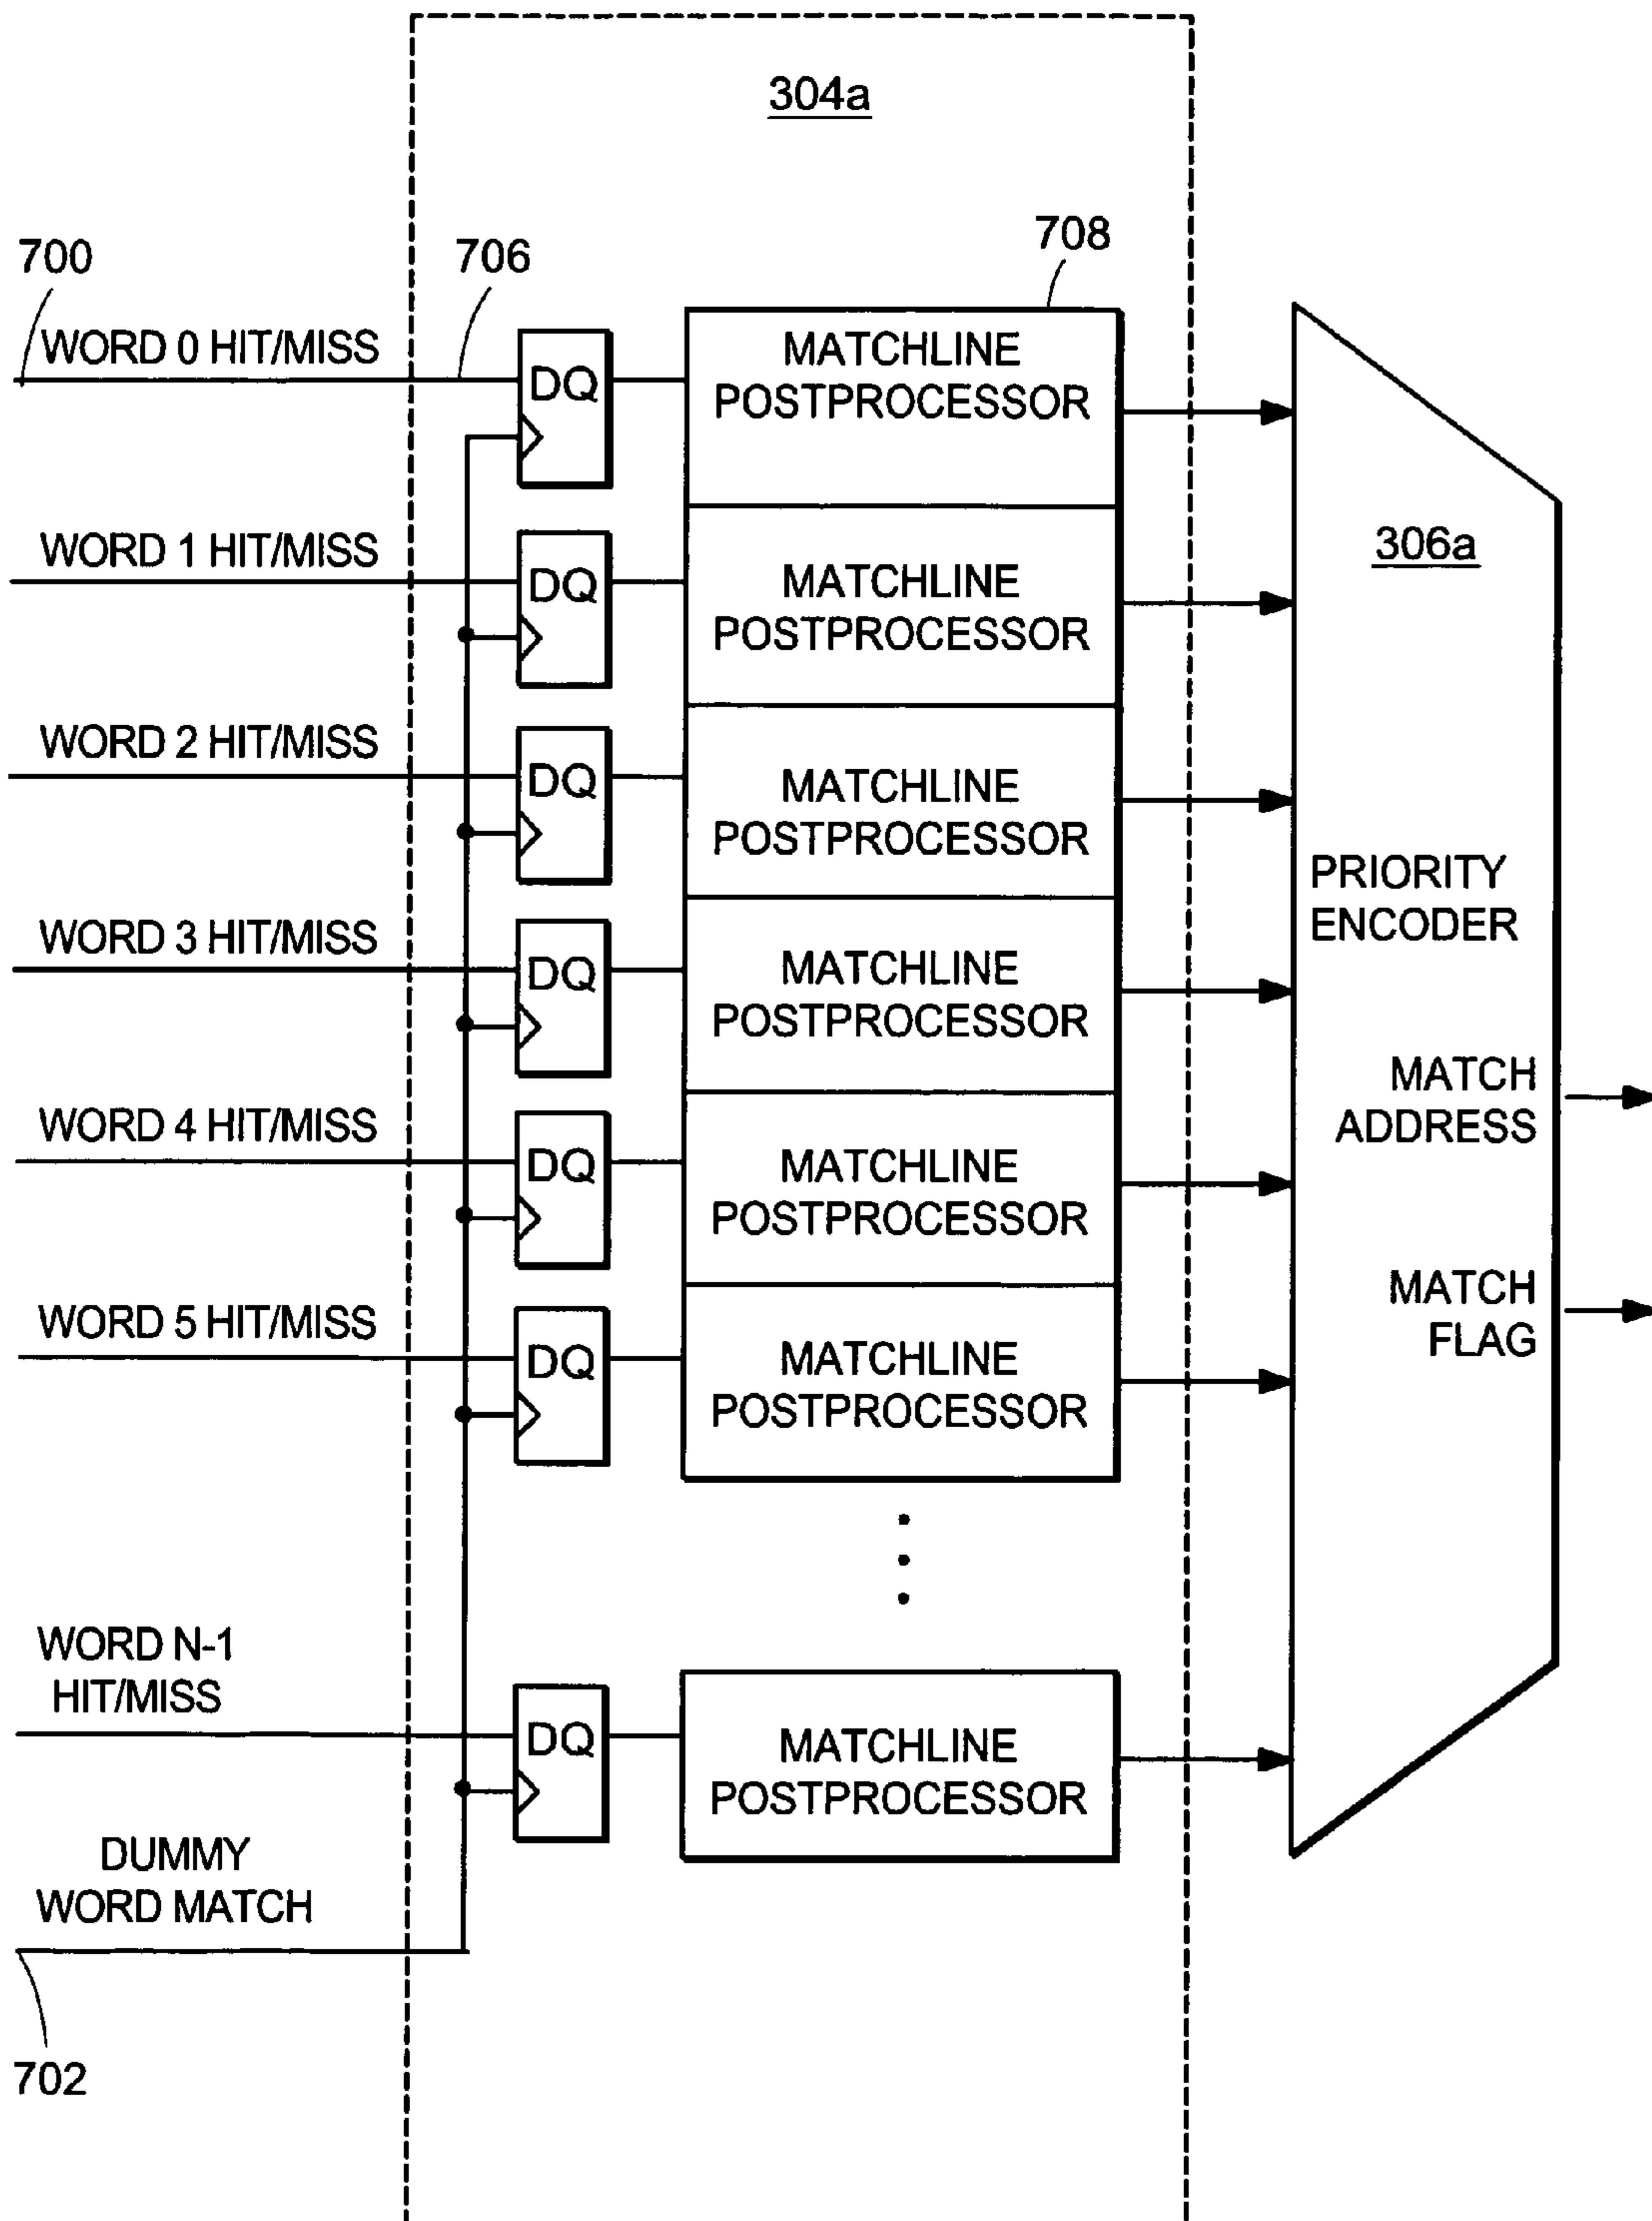 304a
700
706
708
WORD 0 HIT/MISS
DQ
MATCHLINE
POSTPROCESSOR
WORD 1 HIT/MISS
DQ
MATCHLINE
POSTPROCESSOR
306a
WORD 2 HIT/MISS
DQ
MATCHLINE
POSTPROCESSOR
PRIORITY
ENCODER
WORD 3 HIT/MISS
DQ
MATCHLINE
POSTPROCESSOR
MATCH
ADDRESS
WORD 4 HIT/MISS
DQ
MATCHLINE
POSTPROCESSOR
MATCH
FLAG
WORD 5 HIT/MISS
DQ
MATCHLINE
POSTPROCESSOR
WORD N-1
HIT/MISS
DQ
MATCHLINE
POSTPROCESSOR
DUMMY
WORD MATCH
702